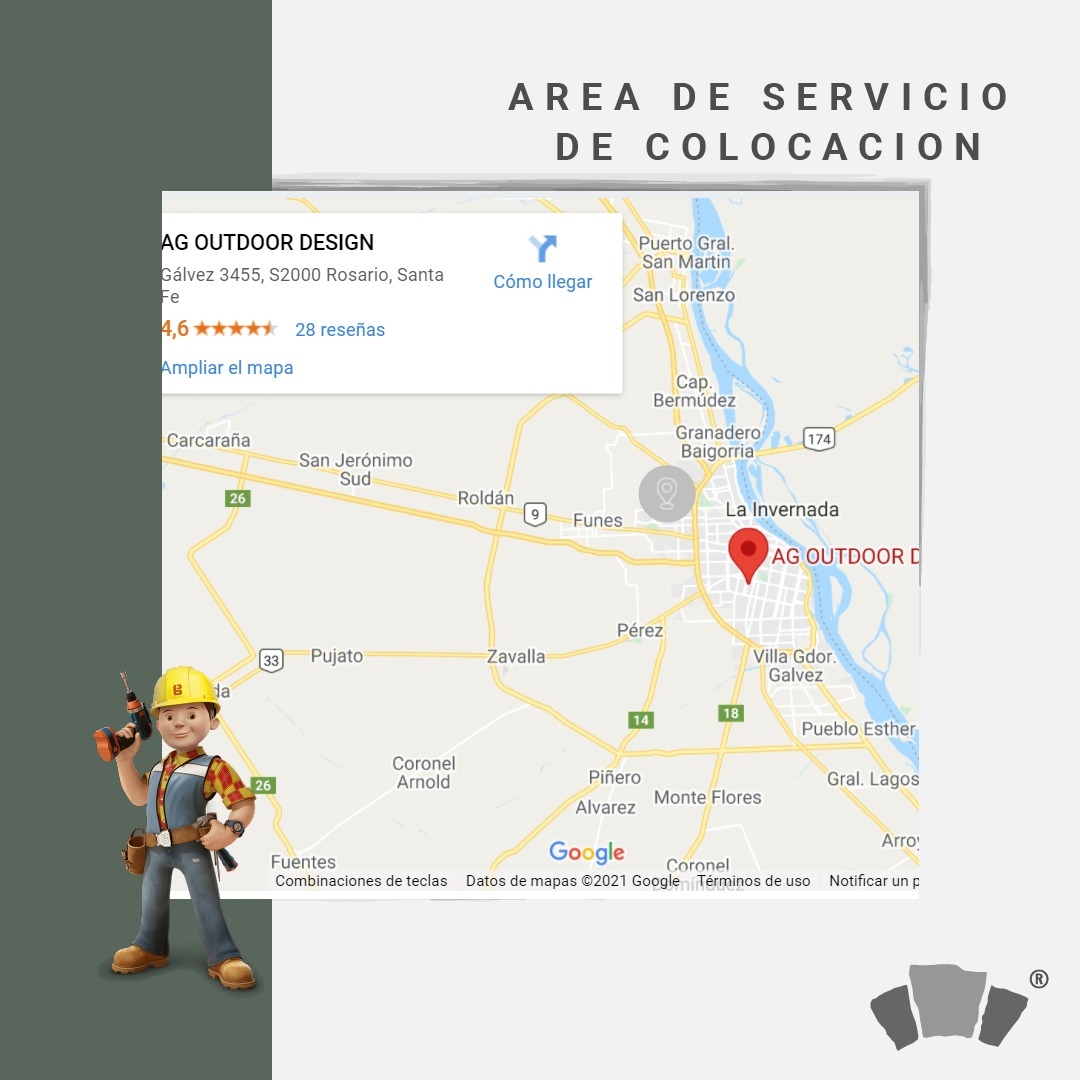 AREA DE SERVICIO
DE COLOCACION
AG OUTDOOR DESIGN
Gálvez 3455, S2000 Rosario, Santa
Fe
4,6
28 reseñas
Cómo llegar
Ampliar el mapa
Puerto Gral.
San Martin
San Lorenzo
Cap.
Bermúdez
Granadero
Baigorria
174
Carcaraña
San Jerónimo
Sud
26
Roldán
9
Funes
La Invernada
AG OUTDOOR D
Pérez
33
Pujato
Zavalla
Villa Gdor.
Galvez
da
14
18
Pueblo Esther
Coronel
Arnold
26
Piñero
Gral. Lagos
Alvarez
Monte Flores
Arroy
Google
Fuentes
Coronel
Domínguez
Combinaciones de teclas
Datos de mapas ©2021 Google
Términos de uso
Notificar un p
®